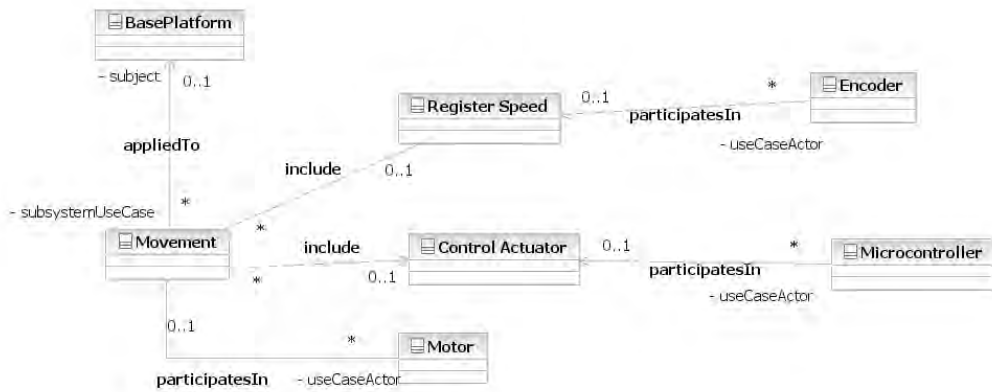 BasePlatform
- subject
0..1
Register Speed
0..1
*
Encoder
participatesIn
- useCaseActor
appliedTo
include
0..1
*
- subsystemUseCase
*
Movement
include
Control Actuator
0..1
*
Microcontroller
*
0..1
participatesIn
- useCaseActor
0..1
*
Motor
participatesIn
- useCaseActor